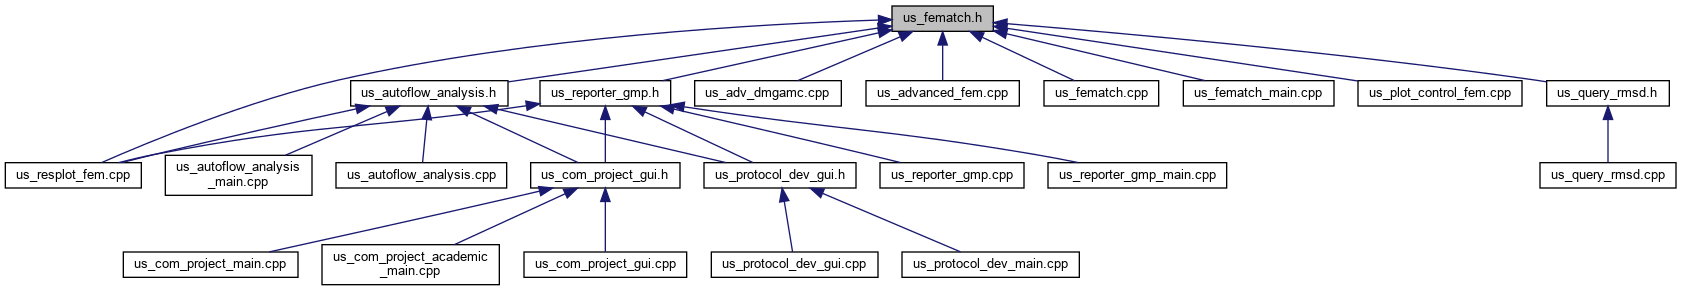 us_fematch.h
us_autoflow_analysis.h
us_reporter_gmp.h
us_adv_dmgamc.cpp
us_advanced_fem.cpp
us_fematch.cpp
us_fematch_main.cpp
us_plot_control_fem.cpp
us_query_rmsd.h
us_resplot_fem.cpp
us_autoflow_analysis
_main.cpp
us_autoflow_analysis.cpp
us_com_project_gui.h
us_protocol_dev_gui.h
us_reporter_gmp.cpp
us_reporter_gmp_main.cpp
us_query_rmsd.cpp
us_com_project_main.cpp
us_com_project_academic
_main.cpp
us_com_project_gui.cpp
us_protocol_dev_gui.cpp
us_protocol_dev_main.cpp